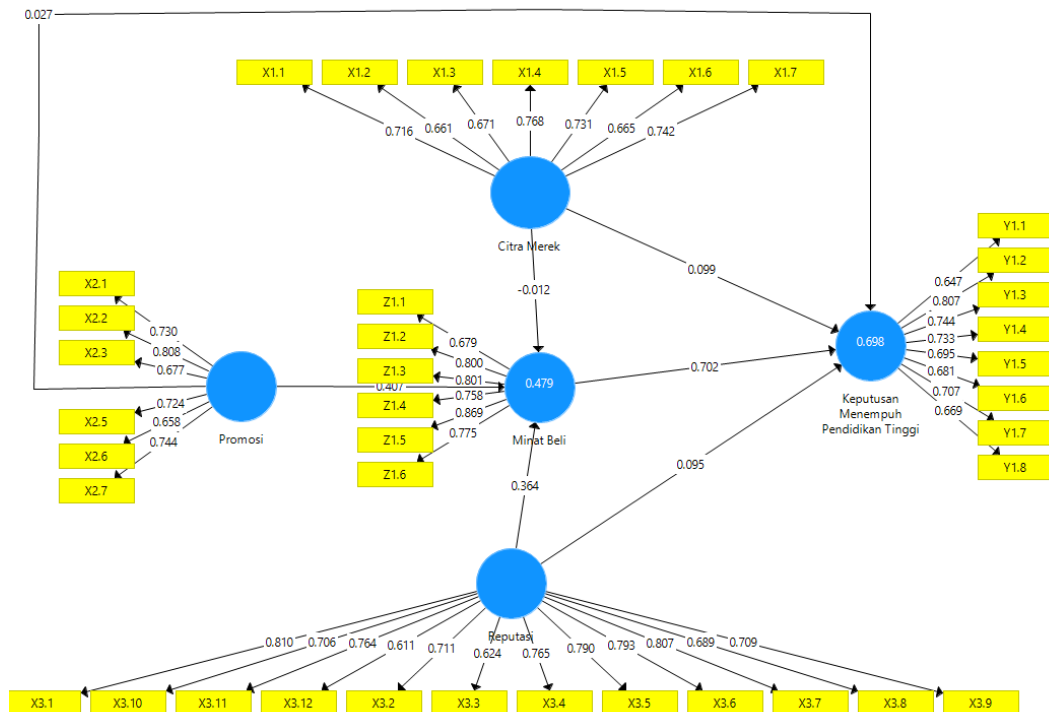 0.027
X1.1 X1.2 X1.3 X1.4 X1.5 X1.6 X1.7
0.716 0.661 0.671 0.768 0.731 0.665 0.742
Citra Merek
-0.012
0.099
X2.1
X2.2
X2.3
X2.5
X2.6
X2.7
0.730
0.808
0.677
0.724
0.658
0.744
Promosi
0.407
Z1.1
Z1.2
Z1.3
Z1.4
Z1.5
Z1.6
0.679
0.800
0.801
0.758
0.869
0.775
0.479
Minat Beli
0.702
0.364
0.095
0.698
Keputusan
Menempuh
Pendidikan Tinggi
0.647
0.807
0.744
0.733
0.695
0.681
0.707
0.669
Y1.1
Y1.2
Y1.3
Y1.4
Y1.5
Y1.6
Y1.7
Y1.8
Reputasi
0.810 0.706 0.764 0.611 0.711 0.624 0.765 0.790 0.793 0.807 0.689 0.709
X3.1 X3.10 X3.11 X3.12 X3.2 X3.3 X3.4 X3.5 X3.6 X3.7 X3.8 X3.9